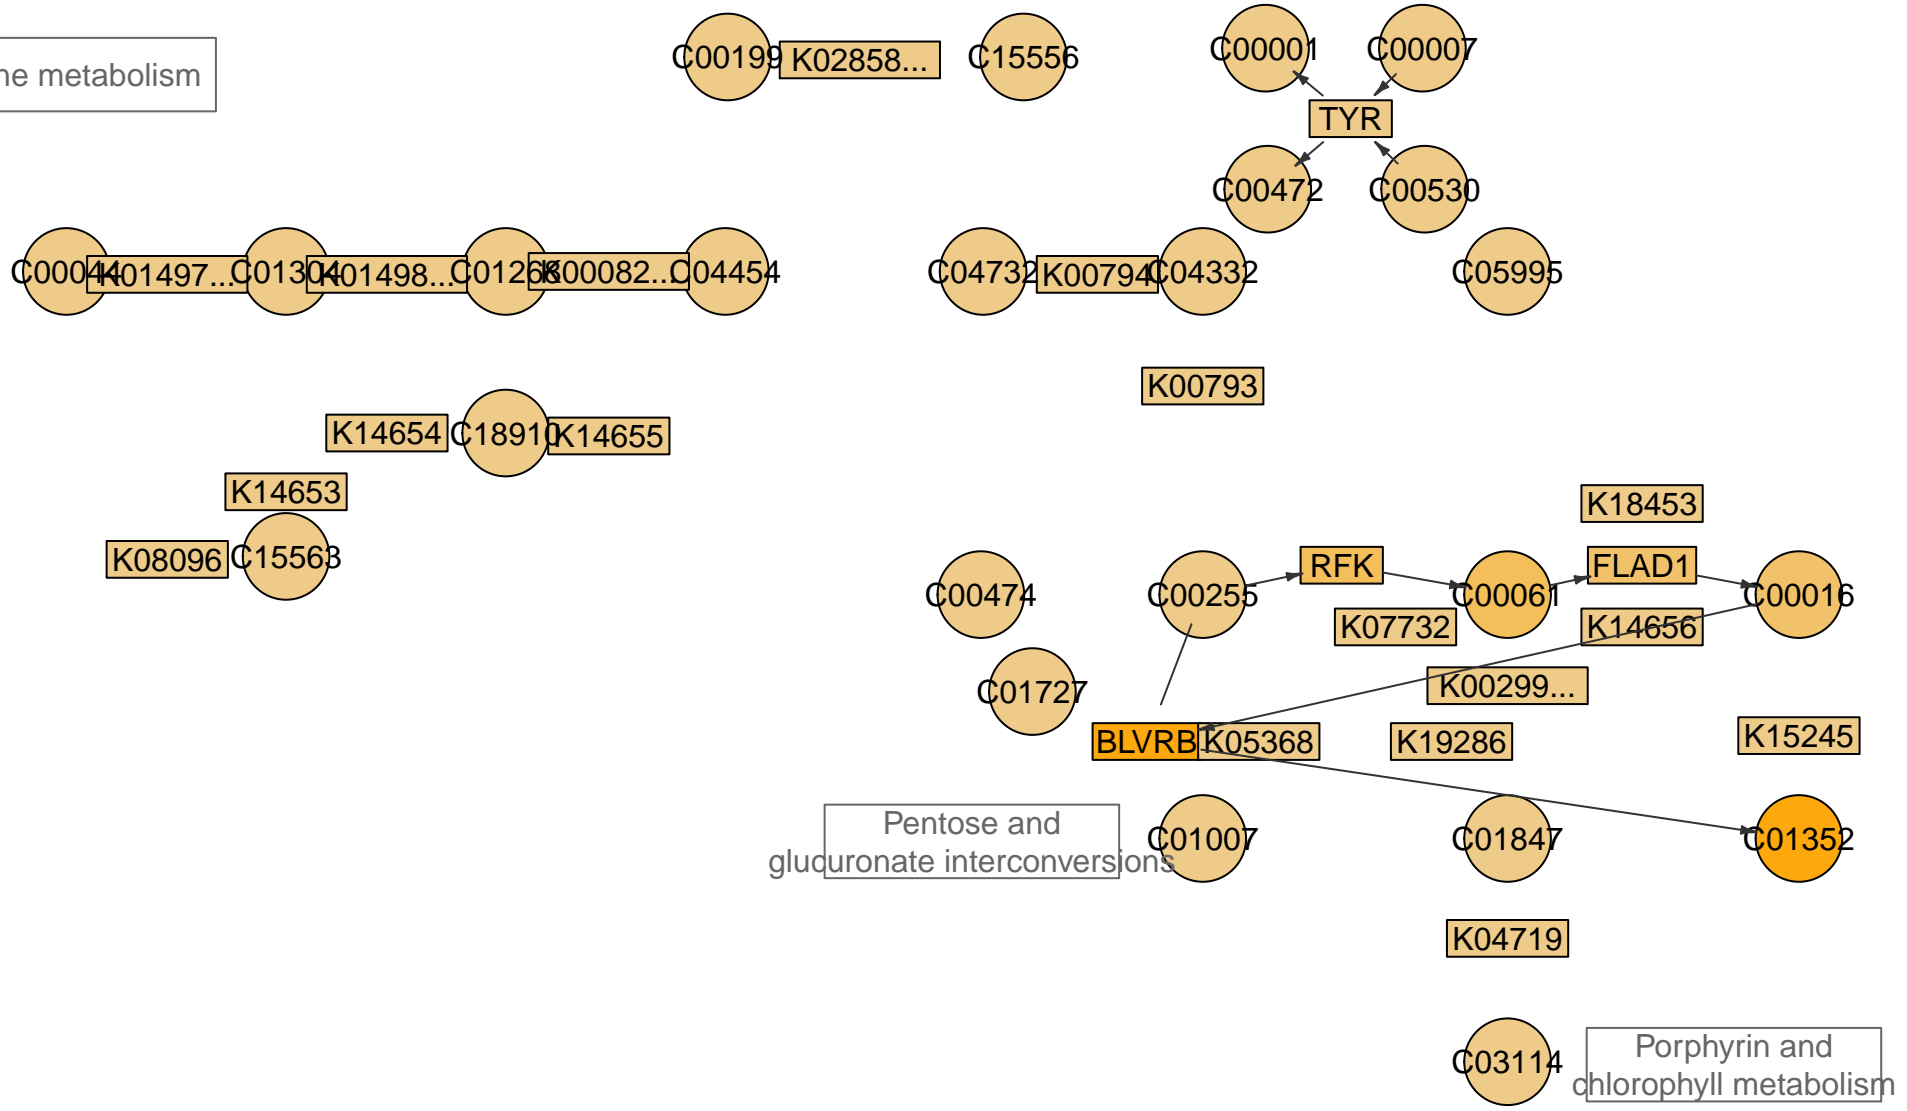 ne metabolism
C00199
K02858...
C15556
C00001
C00007
TYR
C00472
C00530
C00044
K01497...
C01304
K01498...
C01268
K00082...
C04454
C04732
K00794
C04332
C05995
K00793
K14654
C18910
K14655
K14653
K08096
C15563
K18453
C00474
C00255
RFK
C00061
FLAD1
C00016
K07732
K14656
C01727
K00299...
BLVRB
K05368
K19286
K15245
Pentose and
glucuronate interconversions
C01007
C01847
C01352
K04719
C03114
Porphyrin and
chlorophyll metabolism